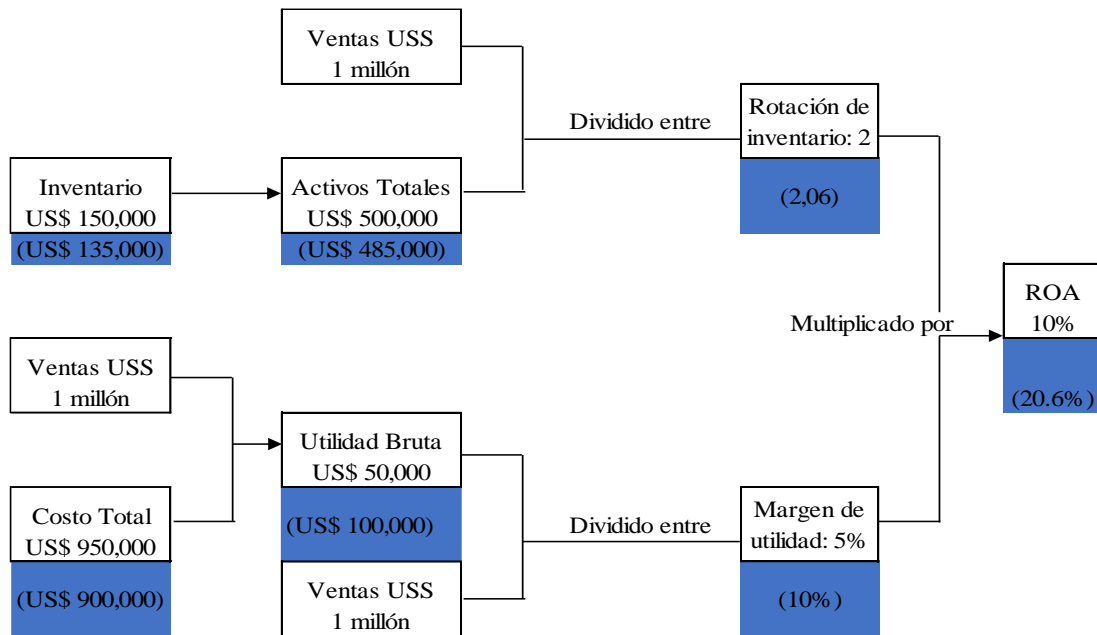 Ventas USS
1 millón
Dividido entre
Rotación de
inventario: 2
(2,06)
Inventario
US$ 150,000
(US$ 135,000)
Activos Totales
US$ 500,000
(US$ 485,000)
Multiplicado por
ROA
10%
(20.6%)
Ventas USS
1 millón
Costo Total
US$ 950,000
(US$ 900,000)
Utilidad Bruta
US$ 50,000
(US$ 100,000)
Ventas USS
1 millón
Dividido entre
Margen de
utilidad: 5%
(10%)